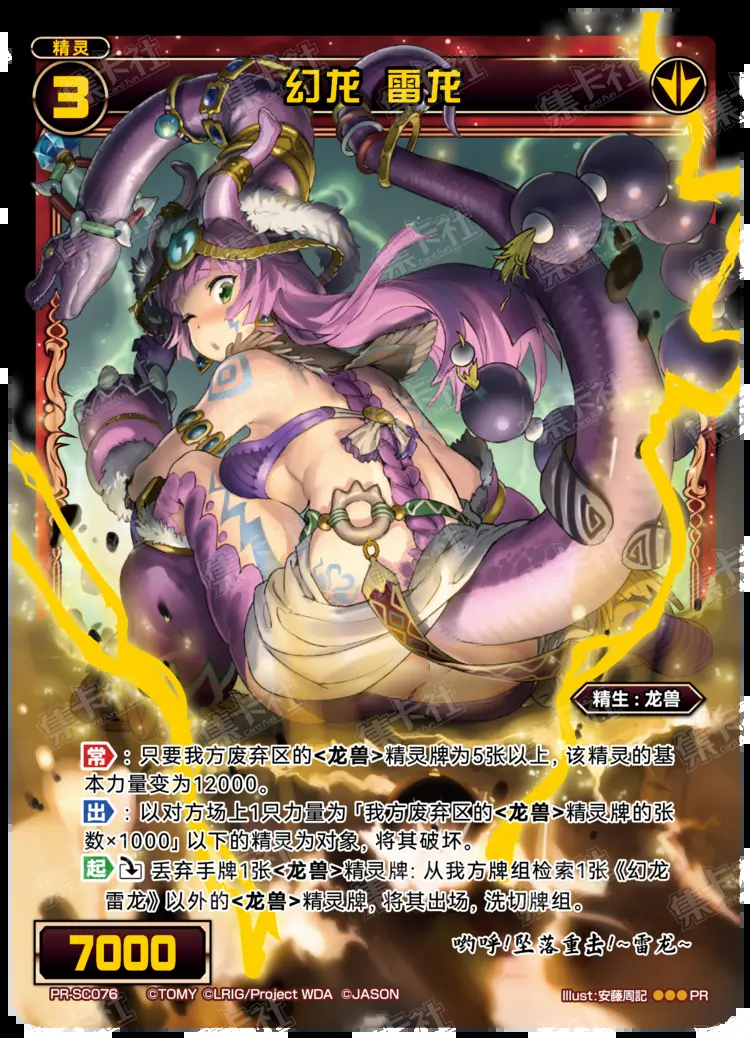 精灵
3
幻龙 雷龙
精生:龙兽
常:只要我方废弃区的<龙兽>精灵牌为5张以上,该精灵的基
本力量变为12000。
出:以对方场上1只力量为「我方废弃区的<龙兽>精灵牌的张
数×1000」以下的精灵为对象,将其破坏。
起 丢弃手牌1张<龙兽>精灵牌:从我方牌组检索1张《幻龙
雷龙》以外的<龙兽>精灵牌,将其出场,洗切牌组。
7000
哟呼!坠落重击!~雷龙~
PR-SC076 ©TOMY ©LRIG/Project WDA ©JASON
Illust:安藤周記 PR
集卡社